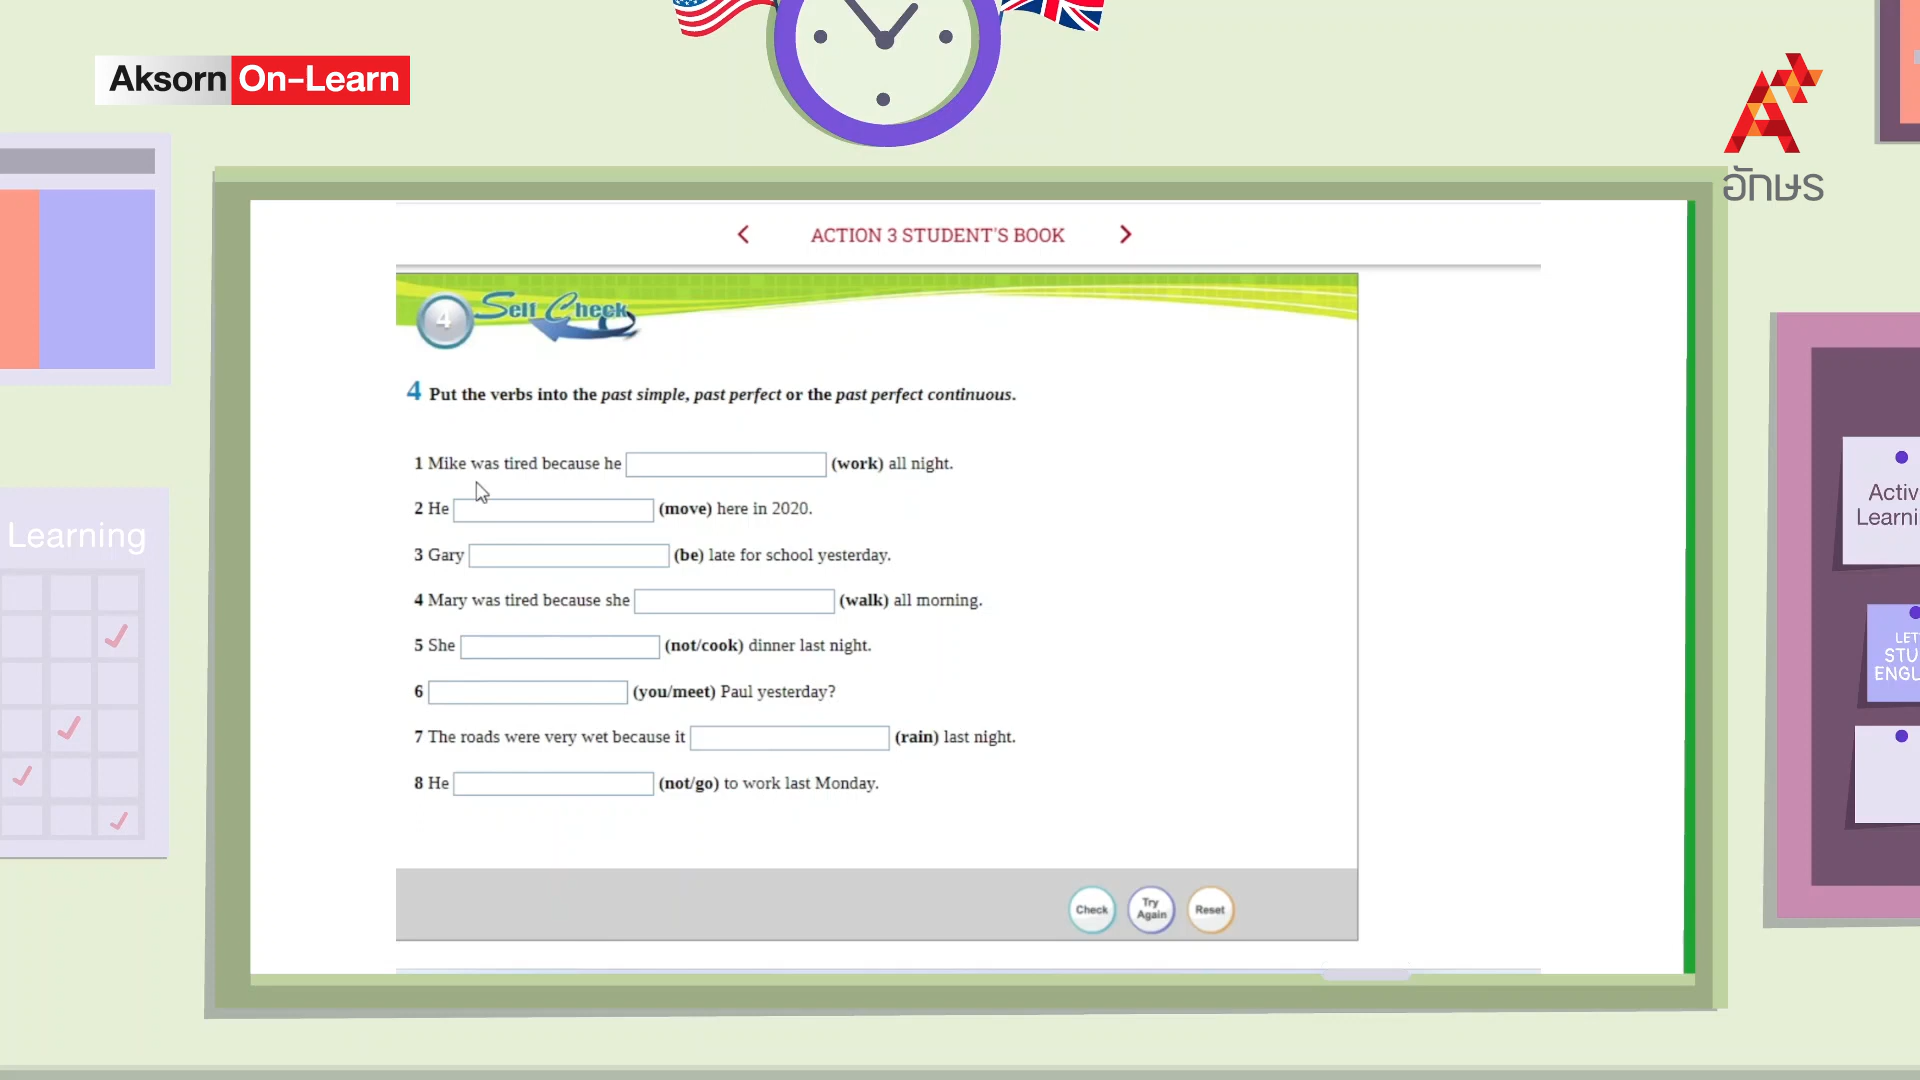 Aksorn On-Learn
อักษร
ACTION 3 STUDENT'S BOOK
4 Self Check
4 Put the verbs into the past simple, past perfect or the past perfect continuous.
1 Mike was tired because he (work) all night.
2 He (move) here in 2020.
3 Gary (be) late for school yesterday.
4 Mary was tired because she (walk) all morning.
5 She (not/cook) dinner last night.
6 (you/meet) Paul yesterday?
7 The roads were very wet because it (rain) last night.
8 He (not/go) to work last Monday.
Check
Try
Again
Reset
Learning
Activ
Learni
LET
STU
ENGL